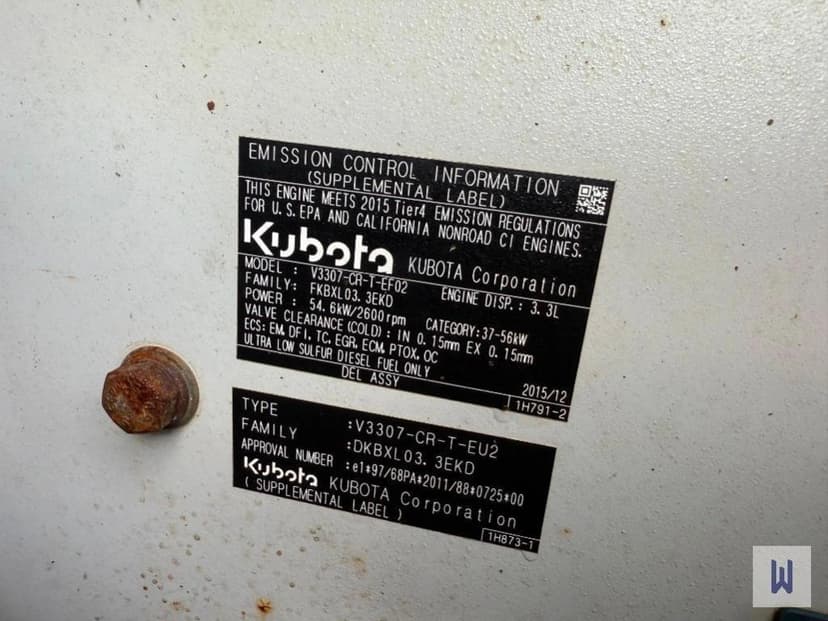 EMISSION CONTROL INFORMATION
(SUPPLEMENTAL LABEL)
THIS ENGINE MEETS 2015 Tier4 EMISSION REGULATIONS
FOR U.S.EPA AND CALIFORNIA NONROAD CI ENGINES.
Kubota KUBOTA Corporation
MODEL : V3307-CR-T-EF02 ENGINE DISP.: 3.3L
FAMILY: FKBXL03.3EKD
POWER : 54.6kW/2600rpm CATEGORY:37-56kW
VALVE CLEARANCE(COLD): IN 0.15mm EX 0.15mm
ECS: EM, DFI, TC, EGR, ECM, PTOX, OC
ULTRA LOW SULFUR DIESEL FUEL ONLY
DEL ASSY 2015/12
1H791-2
TYPE :V3307-CR-T-EU2
FAMILY :DKBXL03.3EKD
APPROVAL NUMBER :e1*97/68PA*2011/88*0725*00
Kubota KUBOTA Corporation
(SUPPLEMENTAL LABEL)
1H873-1
W